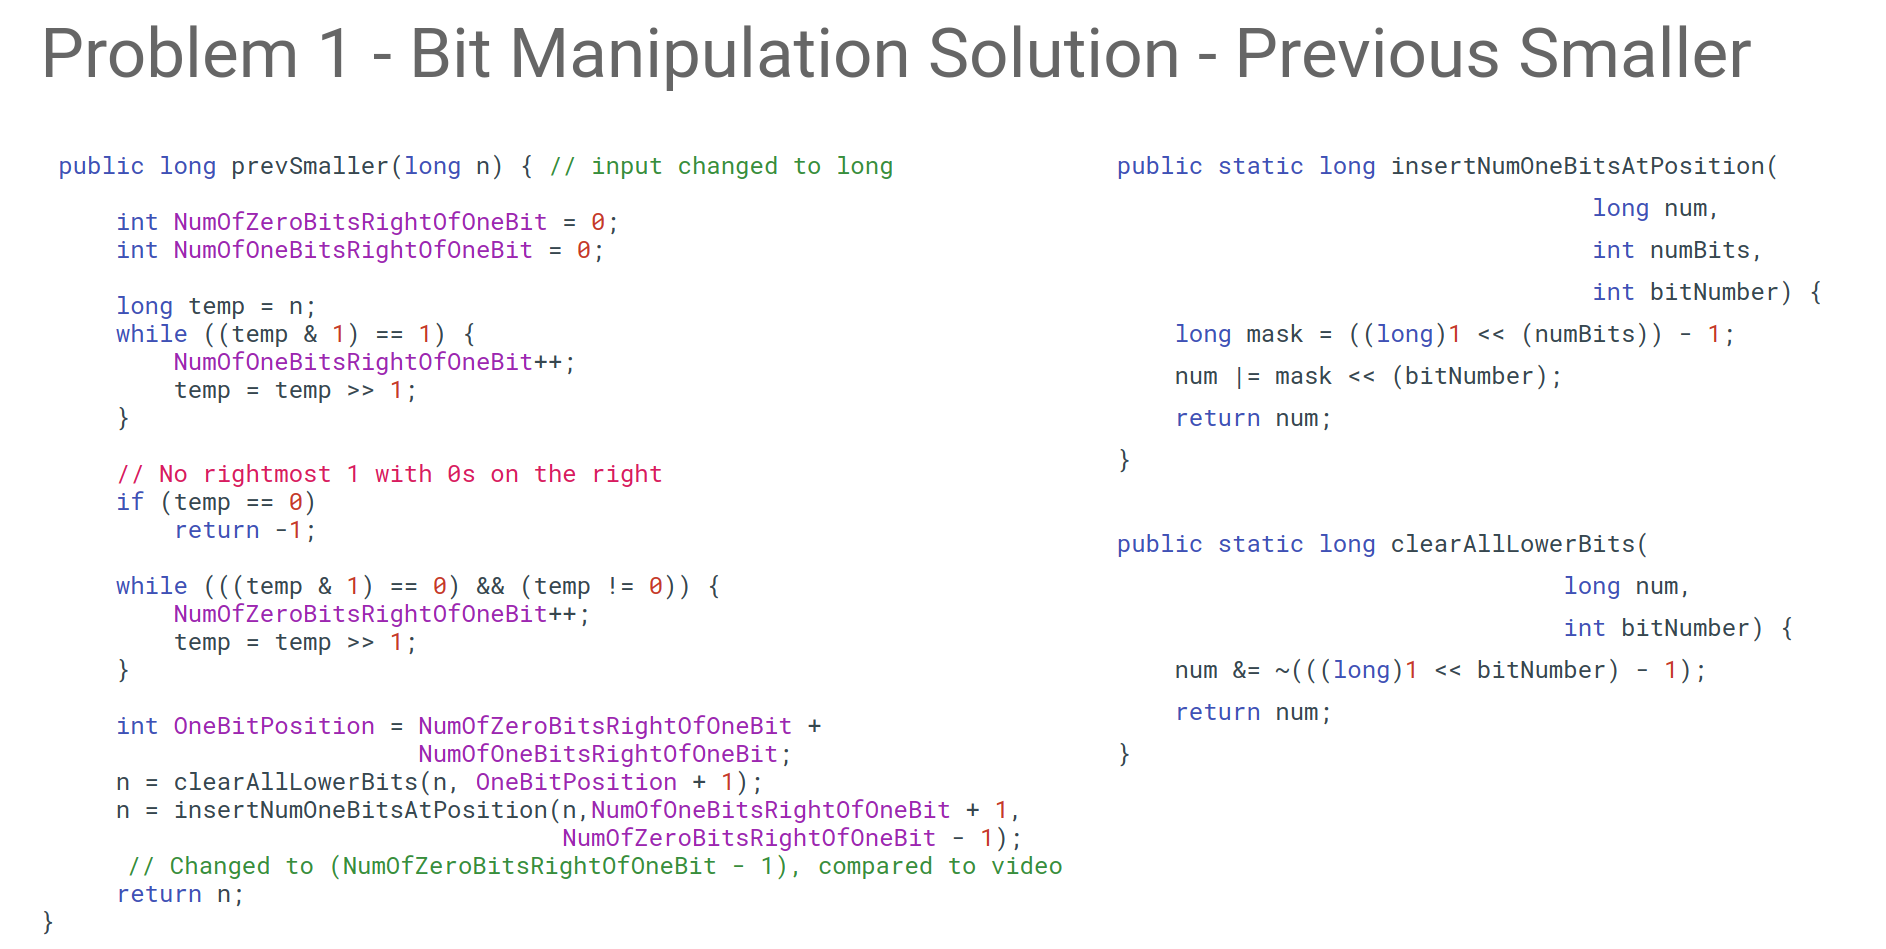 Problem 1 - Bit Manipulation Solution - Previous Smaller
public long prevSmaller(long n) { // input changed to long
int NumOfZeroBitsRightOfOneBit = 0;
int NumOfOneBitsRightOfOneBit = 0;
long temp = n;
while ((temp & 1) == 1) {
NumOfOneBitsRightOfOneBit++;
temp = temp >> 1;
}
// No rightmost 1 with 0s on the right
if (temp == 0)
return -1;
while (((temp & 1) == 0) && (temp != 0)) {
NumOfZeroBitsRightOfOneBit++;
temp = temp >> 1;
}
int OneBitPosition = NumOfZeroBitsRightOfOneBit +
NumOfOneBitsRightOfOneBit;
n = clearAllLowerBits(n, OneBitPosition + 1);
n = insertNumOneBitsAtPosition(n,NumOfOneBitsRightOfOneBit + 1,
NumOfZeroBitsRightOfOneBit - 1);
// Changed to (NumOfZeroBitsRightOfOneBit - 1), compared to video
return n;
}
public static long insertNumOneBitsAtPosition(
long num,
int numBits,
int bitNumber) {
long mask = ((long)1 << (numBits)) - 1;
num |= mask << (bitNumber);
return num;
}
public static long clearAllLowerBits(
long num,
int bitNumber) {
num &= ~(((long)1 << bitNumber) - 1);
return num;
}